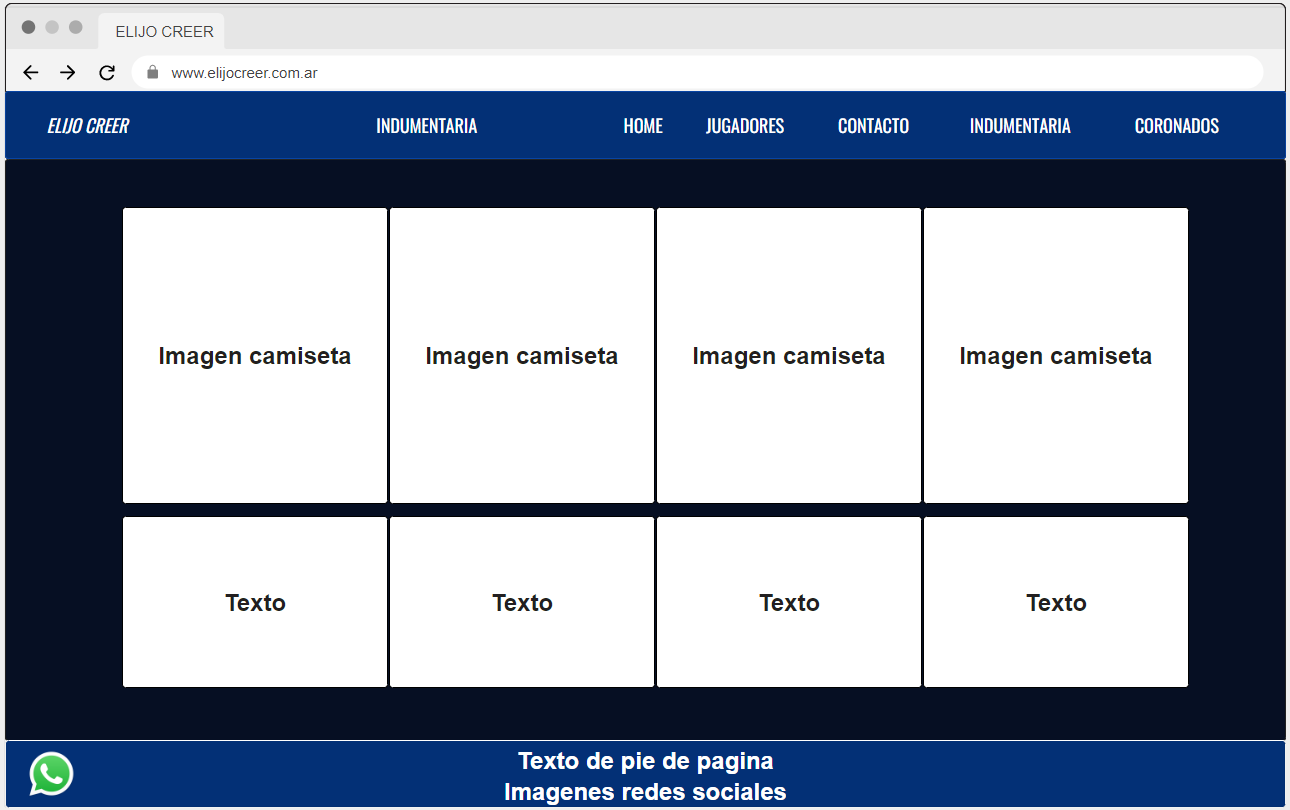 ELIJO CREER
www.elijocreer.com.ar
ELIJO CREER INDUMENTARIA HOME JUGADORES CONTACTO INDUMENTARIA CORONADOS
Imagen camiseta Imagen camiseta Imagen camiseta Imagen camiseta
Texto Texto Texto Texto
Texto de pie de pagina
Imagenes redes sociales